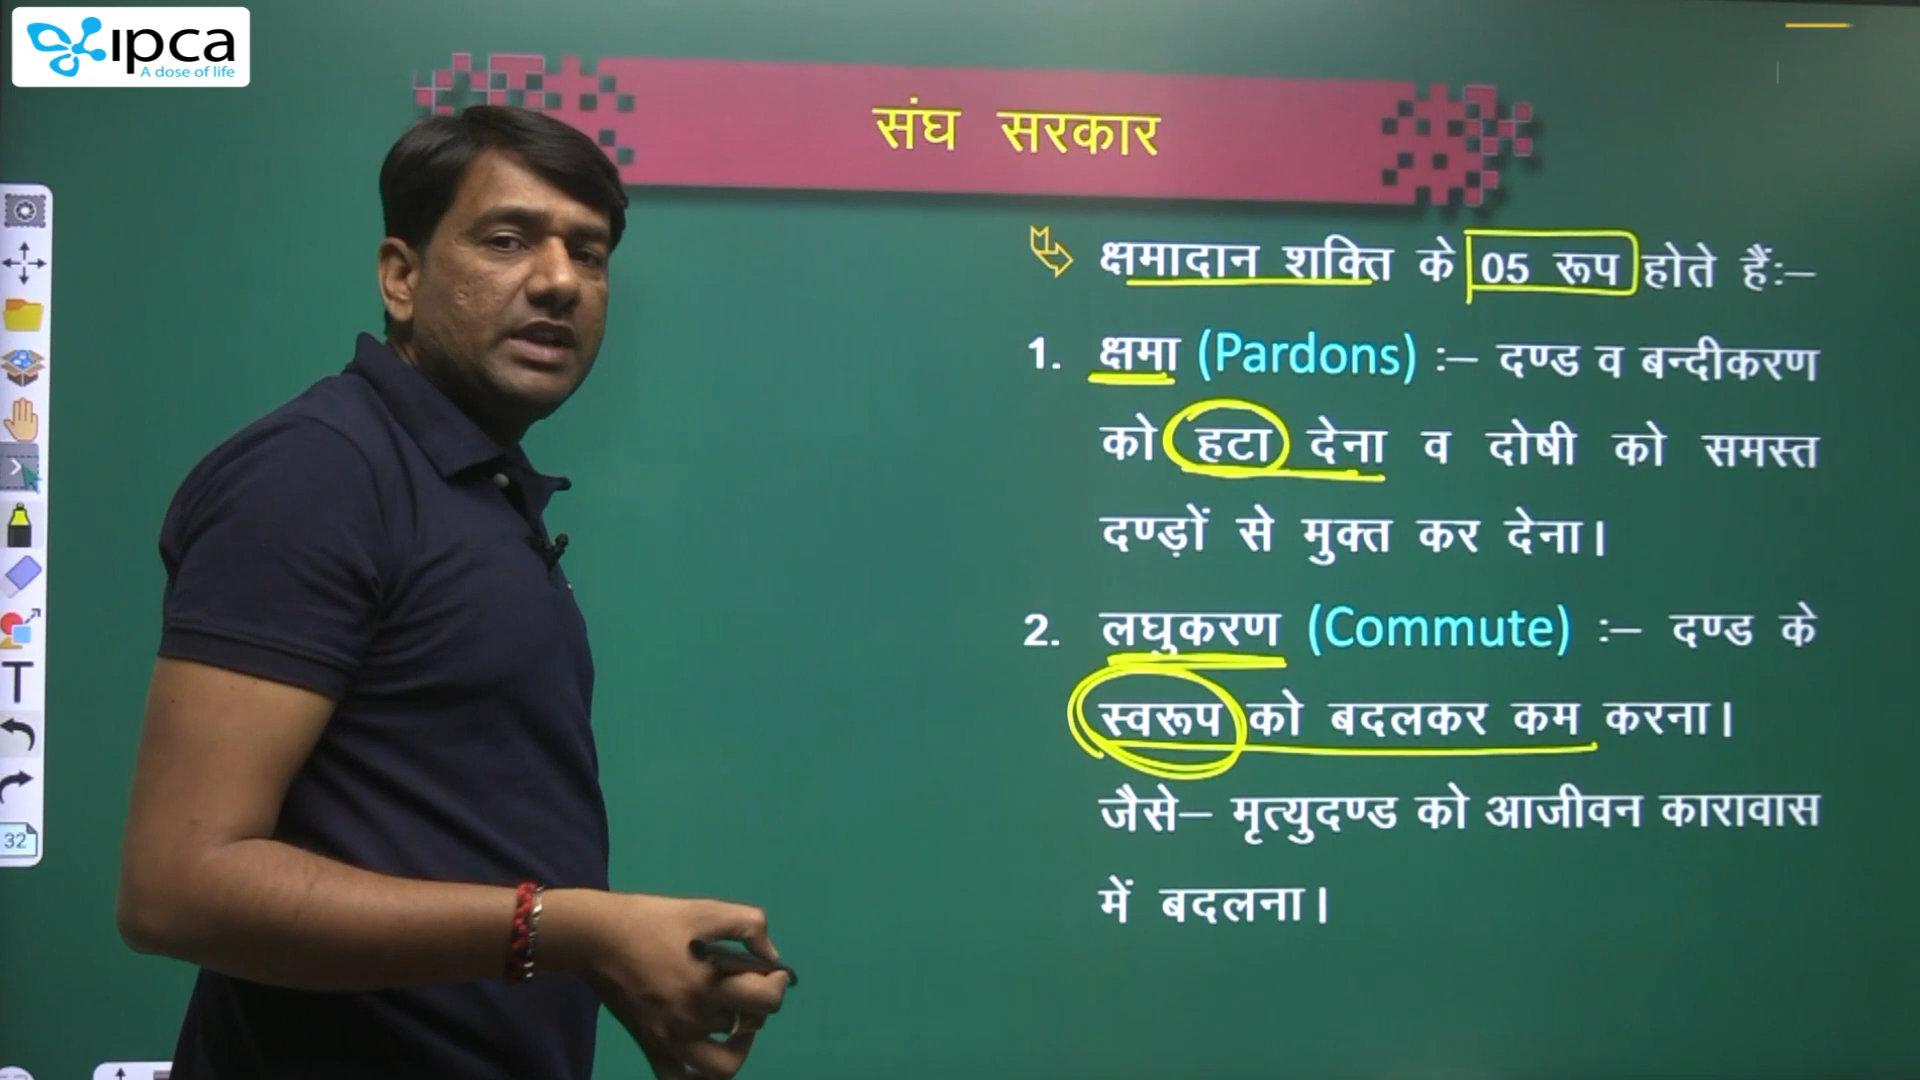 ipca
A dose of life
संघ सरकार
क्षमादान शक्ति के 05 रूप होते हैं:–
1. क्षमा (Pardons) :– दण्ड व बन्दीकरण
को हटा देना व दोषी को समस्त
दण्ड़ों से मुक्त कर देना।
2. लघुकरण (Commute) :– दण्ड के
स्वरूप को बदलकर कम करना।
जैसे– मृत्युदण्ड को आजीवन कारावास
में बदलना।
T
32